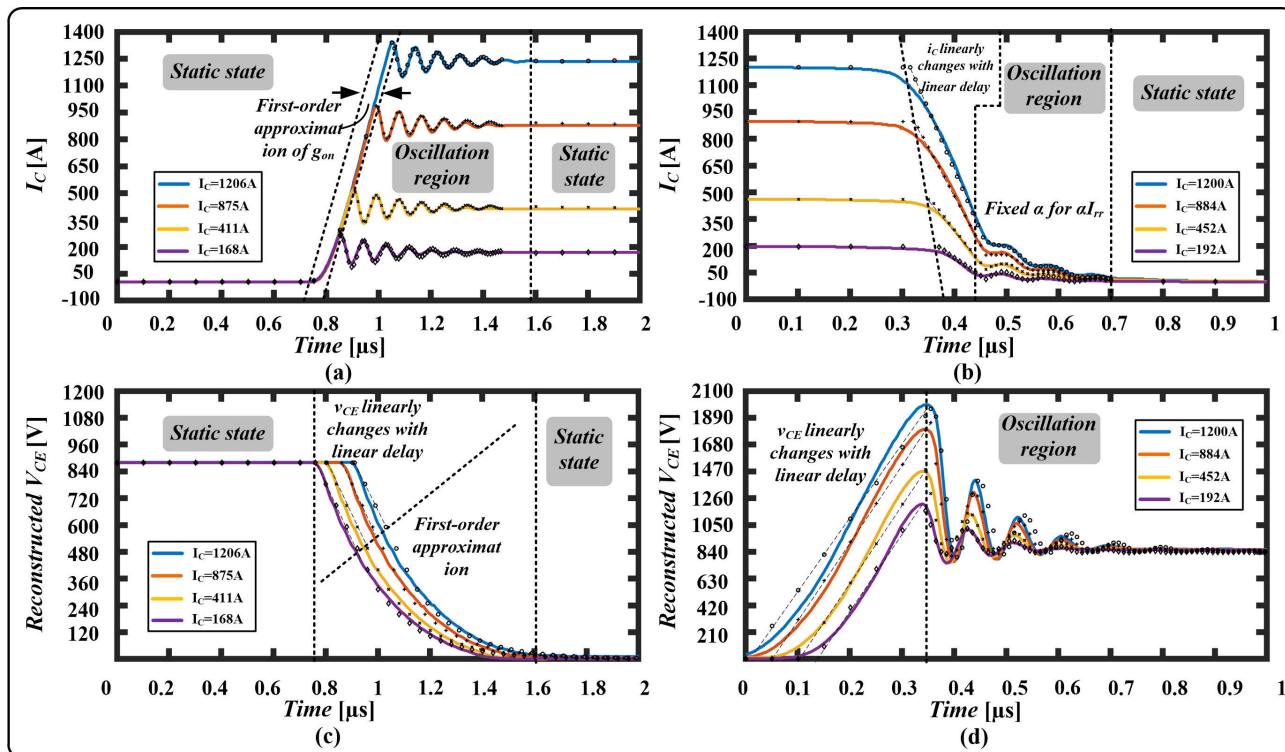 1400
1250
1100
950
800
650
500
350
200
50
-100
I_C [A]
Static state
First-order
approximat
ion of g_on
Oscillation
region
Static
state
I_C=1206A
I_C=875A
I_C=411A
I_C=168A
0 0.2 0.4 0.6 0.8 1 1.2 1.4 1.6 1.8 2
Time [µs]
(a)
1400
1250
1100
950
800
650
500
350
200
50
-100
I_C [A]
i_C linearly
changes with
linear delay
Oscillation
region
Static state
Fixed α for αI_rr
I_C=1200A
I_C=884A
I_C=452A
I_C=192A
0 0.1 0.2 0.3 0.4 0.5 0.6 0.7 0.8 0.9 1
Time [µs]
(b)
1200
1080
960
840
720
600
480
360
240
120
Reconstructed V_CE [V]
Static state
v_CE linearly
changes with
linear delay
Static
state
First-order
approximat
ion
I_C=1206A
I_C=875A
I_C=411A
I_C=168A
0 0.2 0.4 0.6 0.8 1 1.2 1.4 1.6 1.8 2
Time [µs]
(c)
2100
1890
1680
1470
1260
1050
840
630
420
210
Reconstructed V_CE [V]
v_CE linearly
changes with
linear delay
Oscillation
region
I_C=1200A
I_C=884A
I_C=452A
I_C=192A
0 0.1 0.2 0.3 0.4 0.5 0.6 0.7 0.8 0.9 1
Time [µs]
(d)